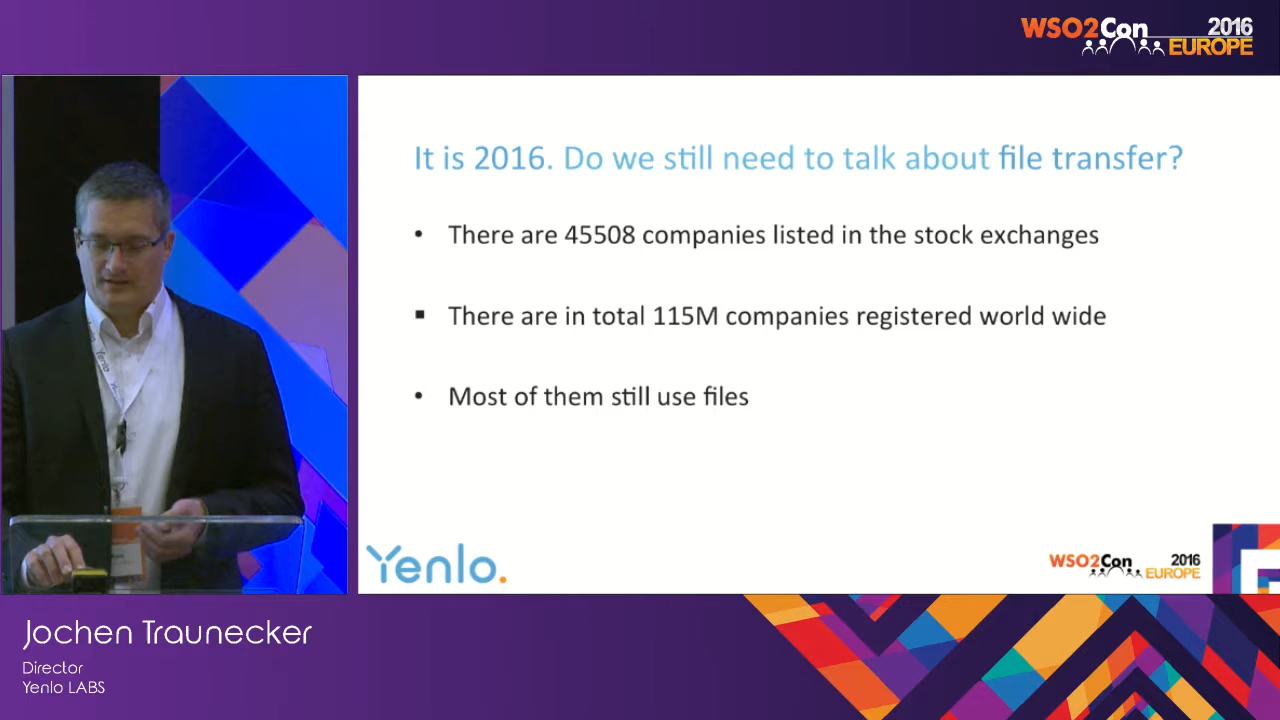 WSO2Con 2016
EUROPE
It is 2016. Do we still need to talk about file transfer?
• There are 45508 companies listed in the stock exchanges
▪ There are in total 115M companies registered world wide
• Most of them still use files
Yenlo
Yenlo.
WSO2Con 2016
EUROPE
Jochen Traunecker
Director
Yenlo LABS